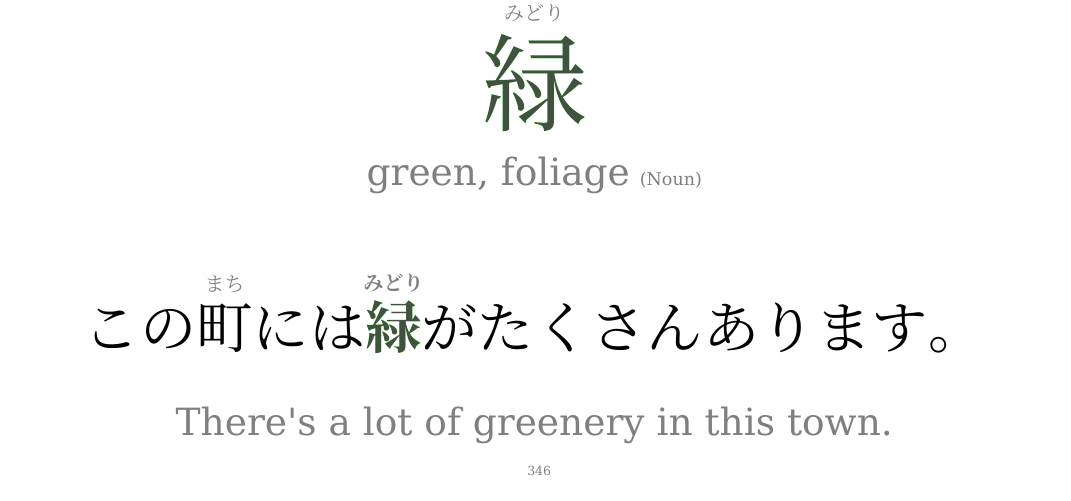 みどり
緑
green, foliage (Noun)
まち みどり
この町には緑がたくさんあります。
There's a lot of greenery in this town.
346